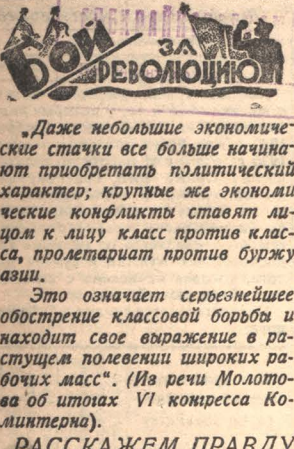 БОЙ ЗА
РЕВОЛЮЦИЮ
„Даже небольшие экономиче-
ские стачки все больше начина-
ют приобретать политический
характер; крупные же экономи
ческие конфликты ставят ли-
цом к лицу класс против клас-
са, пролетариат против буржу
азии.
Это означает серьезнейшее
обострение классовой борьбы и
находит свое выражение в ра-
стущем полевении широких ра-
бочих масс“. (Из речи Молото-
ва об итогах VI конгресса Ко-
минтерна).
РАССКАЖЕМ ПРАВДУ